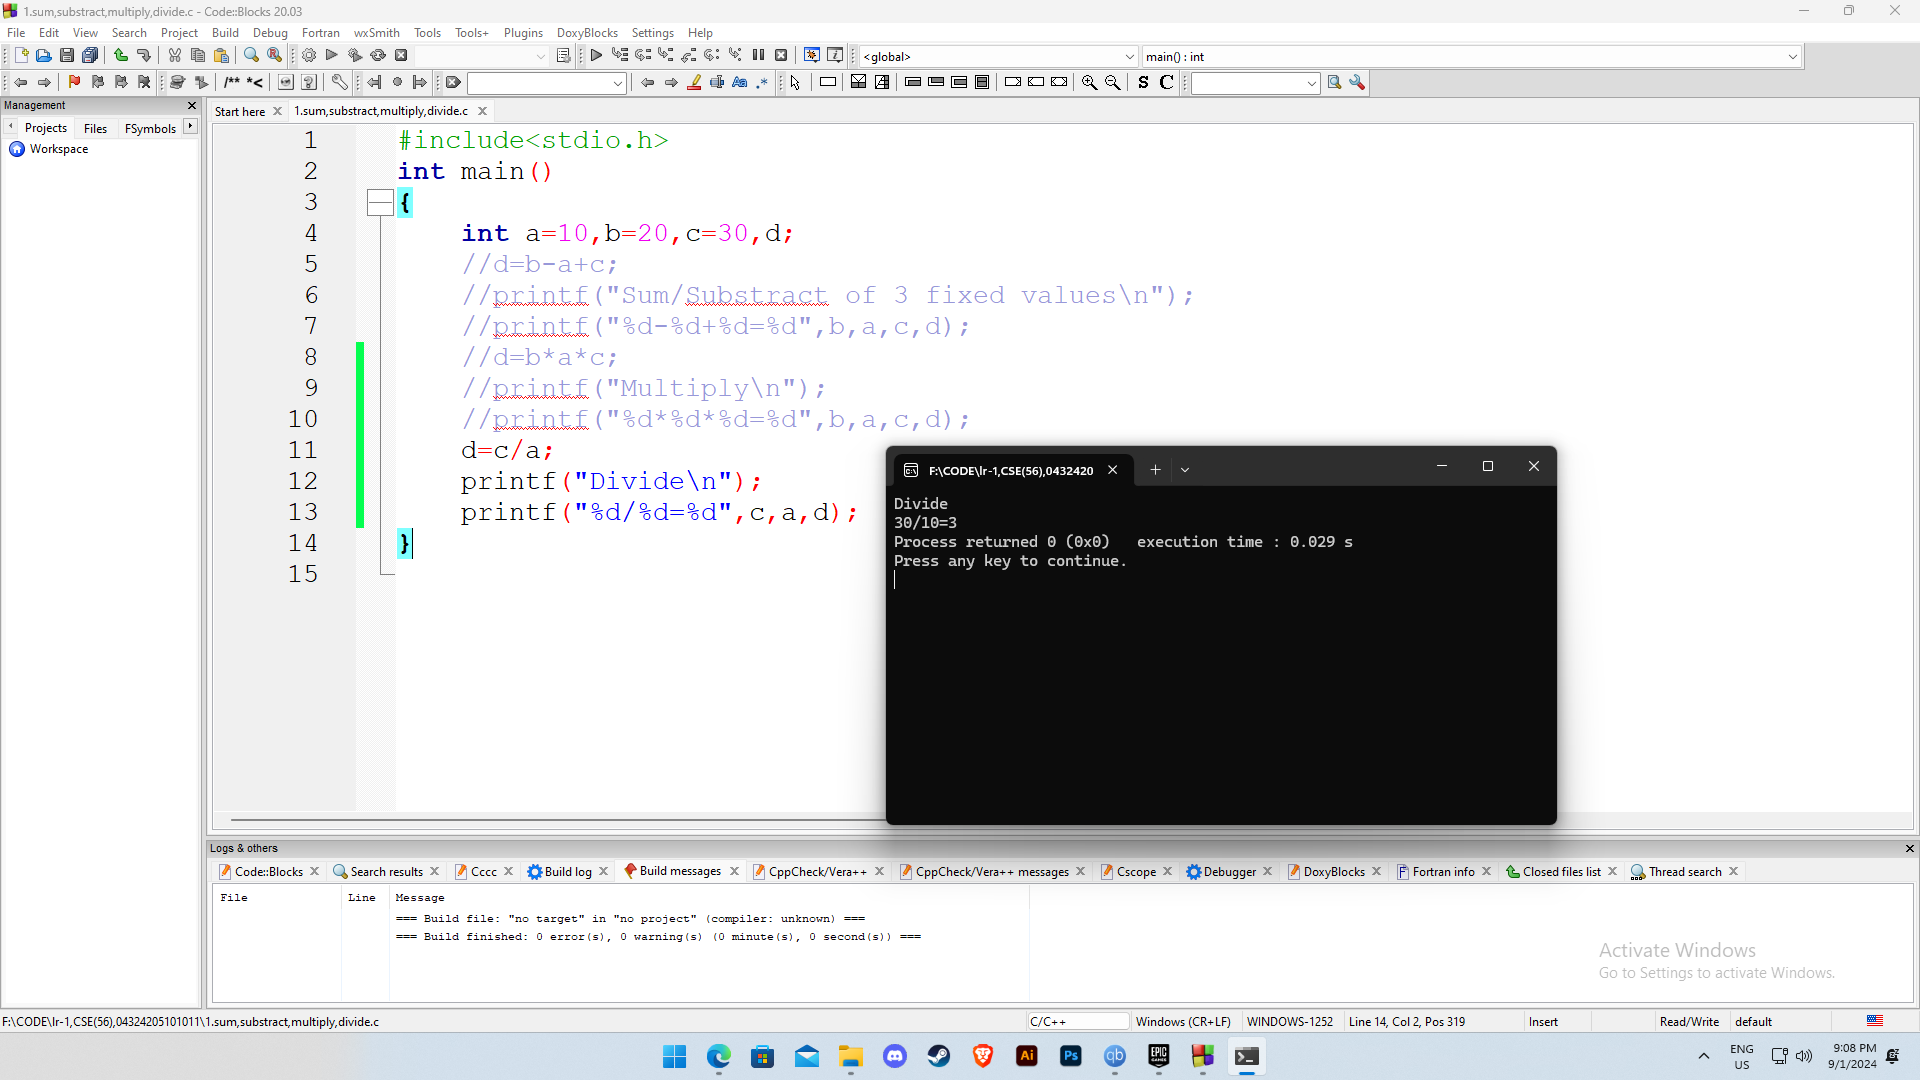 1.sum,substract,multiply,divide.c - Code::Blocks 20.03
File Edit View Search Project Build Debug Fortran wxSmith Tools Tools+ Plugins DoxyBlocks Settings Help
<global> main() : int
/** *< Aa .* S C
Management
Projects Files FSymbols
Workspace
Start here 1.sum,substract,multiply,divide.c
1 #include<stdio.h>
2 int main()
3 {
4 int a=10,b=20,c=30,d;
5 //d=b-a+c;
6 //printf("Sum/Substract of 3 fixed values\n");
7 //printf("%d-%d+%d=%d",b,a,c,d);
8 //d=b*a*c;
9 //printf("Multiply\n");
10 //printf("%d*%d*%d=%d",b,a,c,d);
11 d=c/a;
12 printf("Divide\n");
13 printf("%d/%d=%d",c,a,d);
14 }
15
F:\CODE\lr-1,CSE(56),0432420
Divide
30/10=3
Process returned 0 (0x0)   execution time : 0.029 s
Press any key to continue.
Logs & others
Code::Blocks Search results Cccc Build log Build messages CppCheck/Vera++ CppCheck/Vera++ messages Cscope Debugger DoxyBlocks Fortran info Closed files list Thread search
File Line Message
=== Build file: "no target" in "no project" (compiler: unknown) ===
=== Build finished: 0 error(s), 0 warning(s) (0 minute(s), 0 second(s)) ===
Activate Windows
Go to Settings to activate Windows.
F:\CODE\lr-1,CSE(56),04324205101011\1.sum,substract,multiply,divide.c C/C++ Windows (CR+LF) WINDOWS-1252 Line 14, Col 2, Pos 319 Insert Read/Write default
Ai Ps qb EPIC GAMES
ENG
US
9:08 PM
9/1/2024